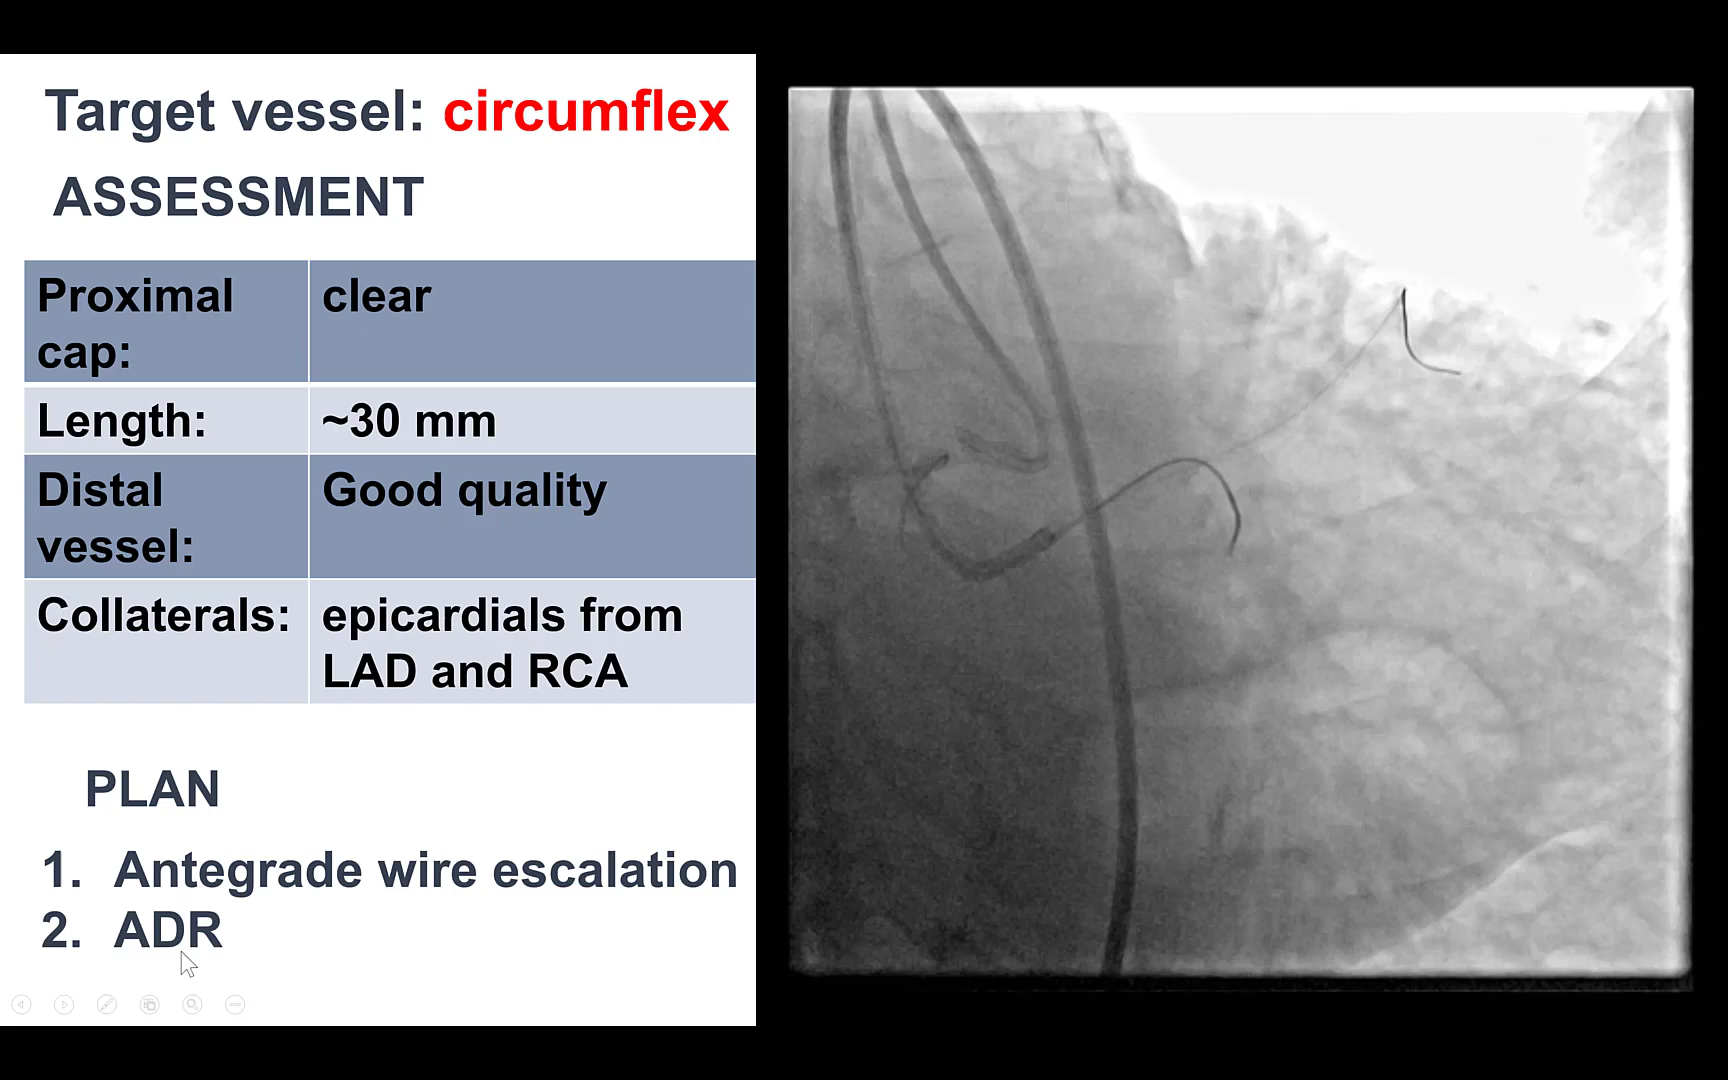 Target vessel: circumflex
ASSESSMENT
Proximal clear
cap:
Length: ~30 mm
Distal Good quality
vessel:
Collaterals: epicardials from
LAD and RCA
PLAN
1. Antegrade wire escalation
2. ADR